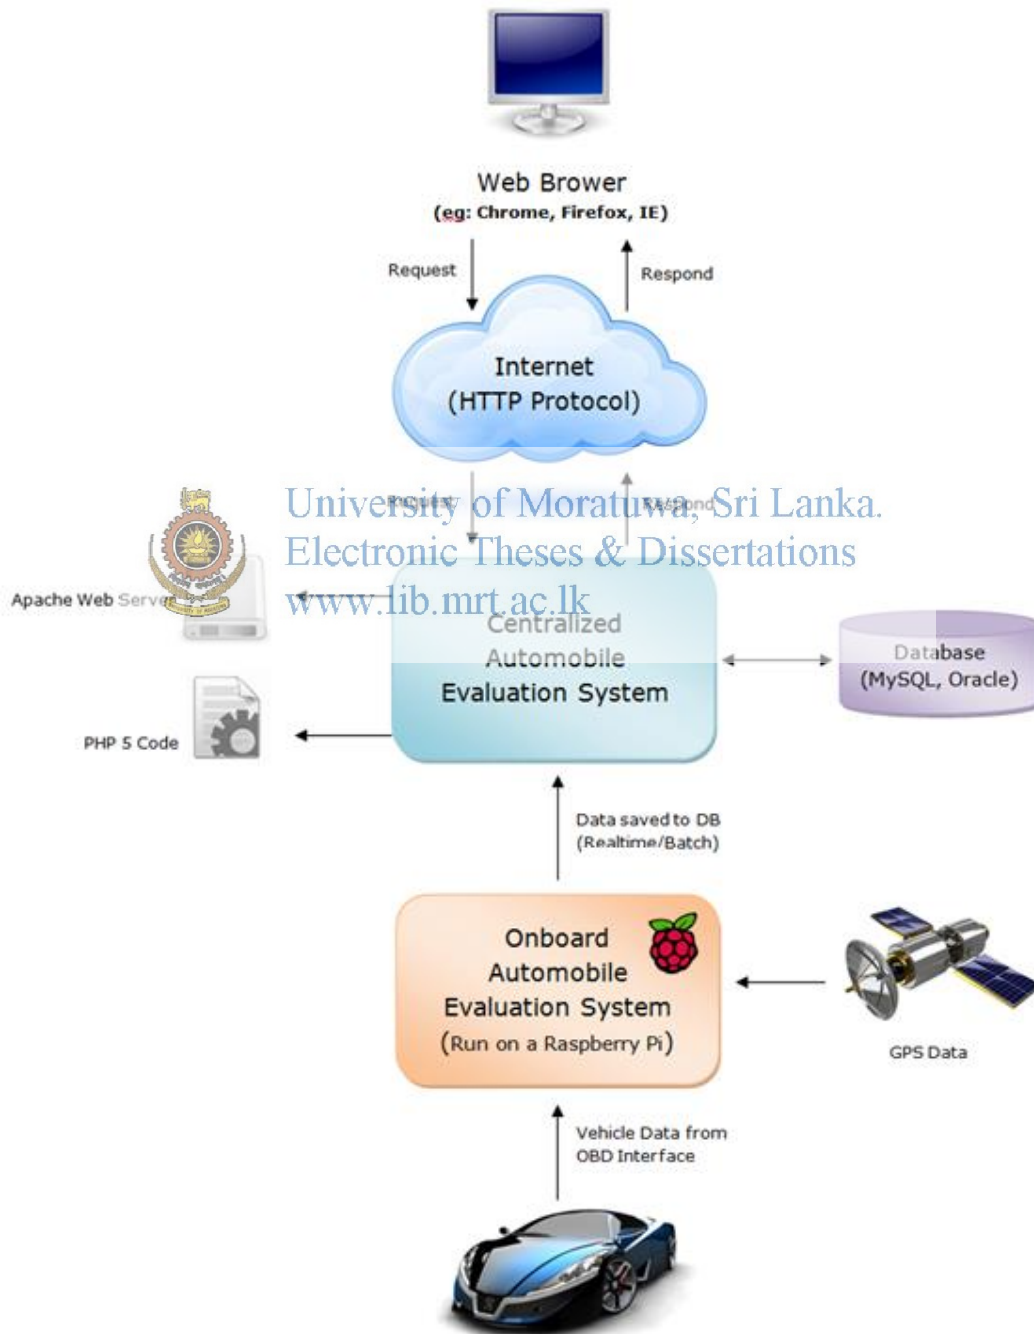 Web Brower
(eg: Chrome, Firefox, IE)
Request
Respond
Internet
(HTTP Protocol)
Request
Respond
University of Moratuwa, Sri Lanka.
Electronic Theses & Dissertations
www.lib.mrt.ac.lk
Apache Web Server
Centralized
Automobile
Evaluation System
Database
(MySQL, Oracle)
PHP 5 Code
Data saved to DB
(Realtime/Batch)
Onboard
Automobile
Evaluation System
(Run on a Raspberry Pi)
GPS Data
Vehicle Data from
OBD Interface